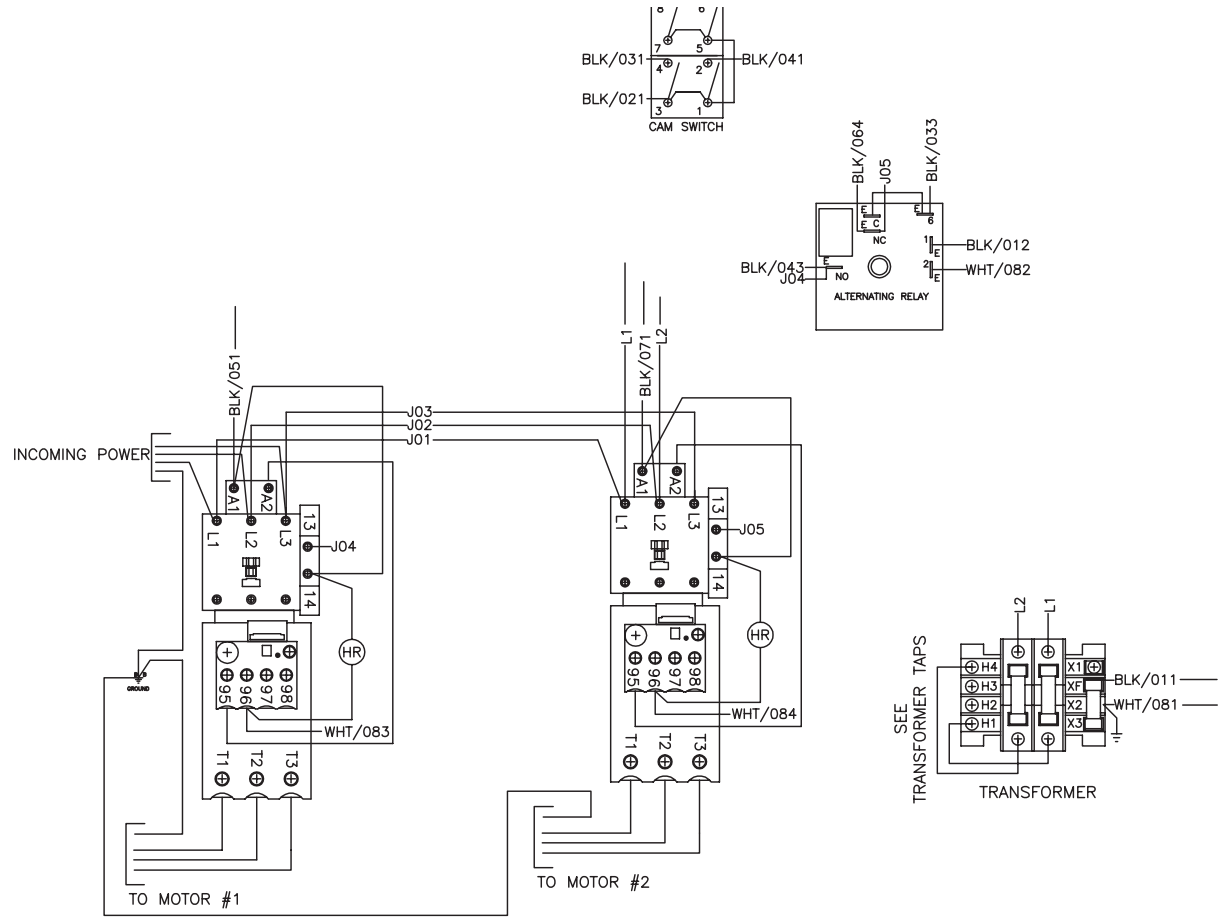 8 6
7 5
BLK/031 4 2 BLK/041
BLK/021
3 1
CAM SWITCH
BLK/064
J05
BLK/033
E
E
C
E
NC
6
1
E
BLK/012
BLK/043
J04
E
NO
2
E
WHT/082
ALTERNATING RELAY
L1
BLK/071
L2
BLK/051
J03
J02
J01
INCOMING POWER
A1
A2
A1
A2
L1
L2
L3
13
J04
14
L1
L2
L3
13
J05
14
HR
HR
95
96
97
98
95
96
97
98
WHT/083
WHT/084
GROUND
T1
T2
T3
T1
T2
T3
TO MOTOR #1
TO MOTOR #2
L2
L1
SEE
TRANSFORMER TAPS
H4
H3
H2
H1
X1
XF
X2
X3
BLK/011
WHT/081
TRANSFORMER